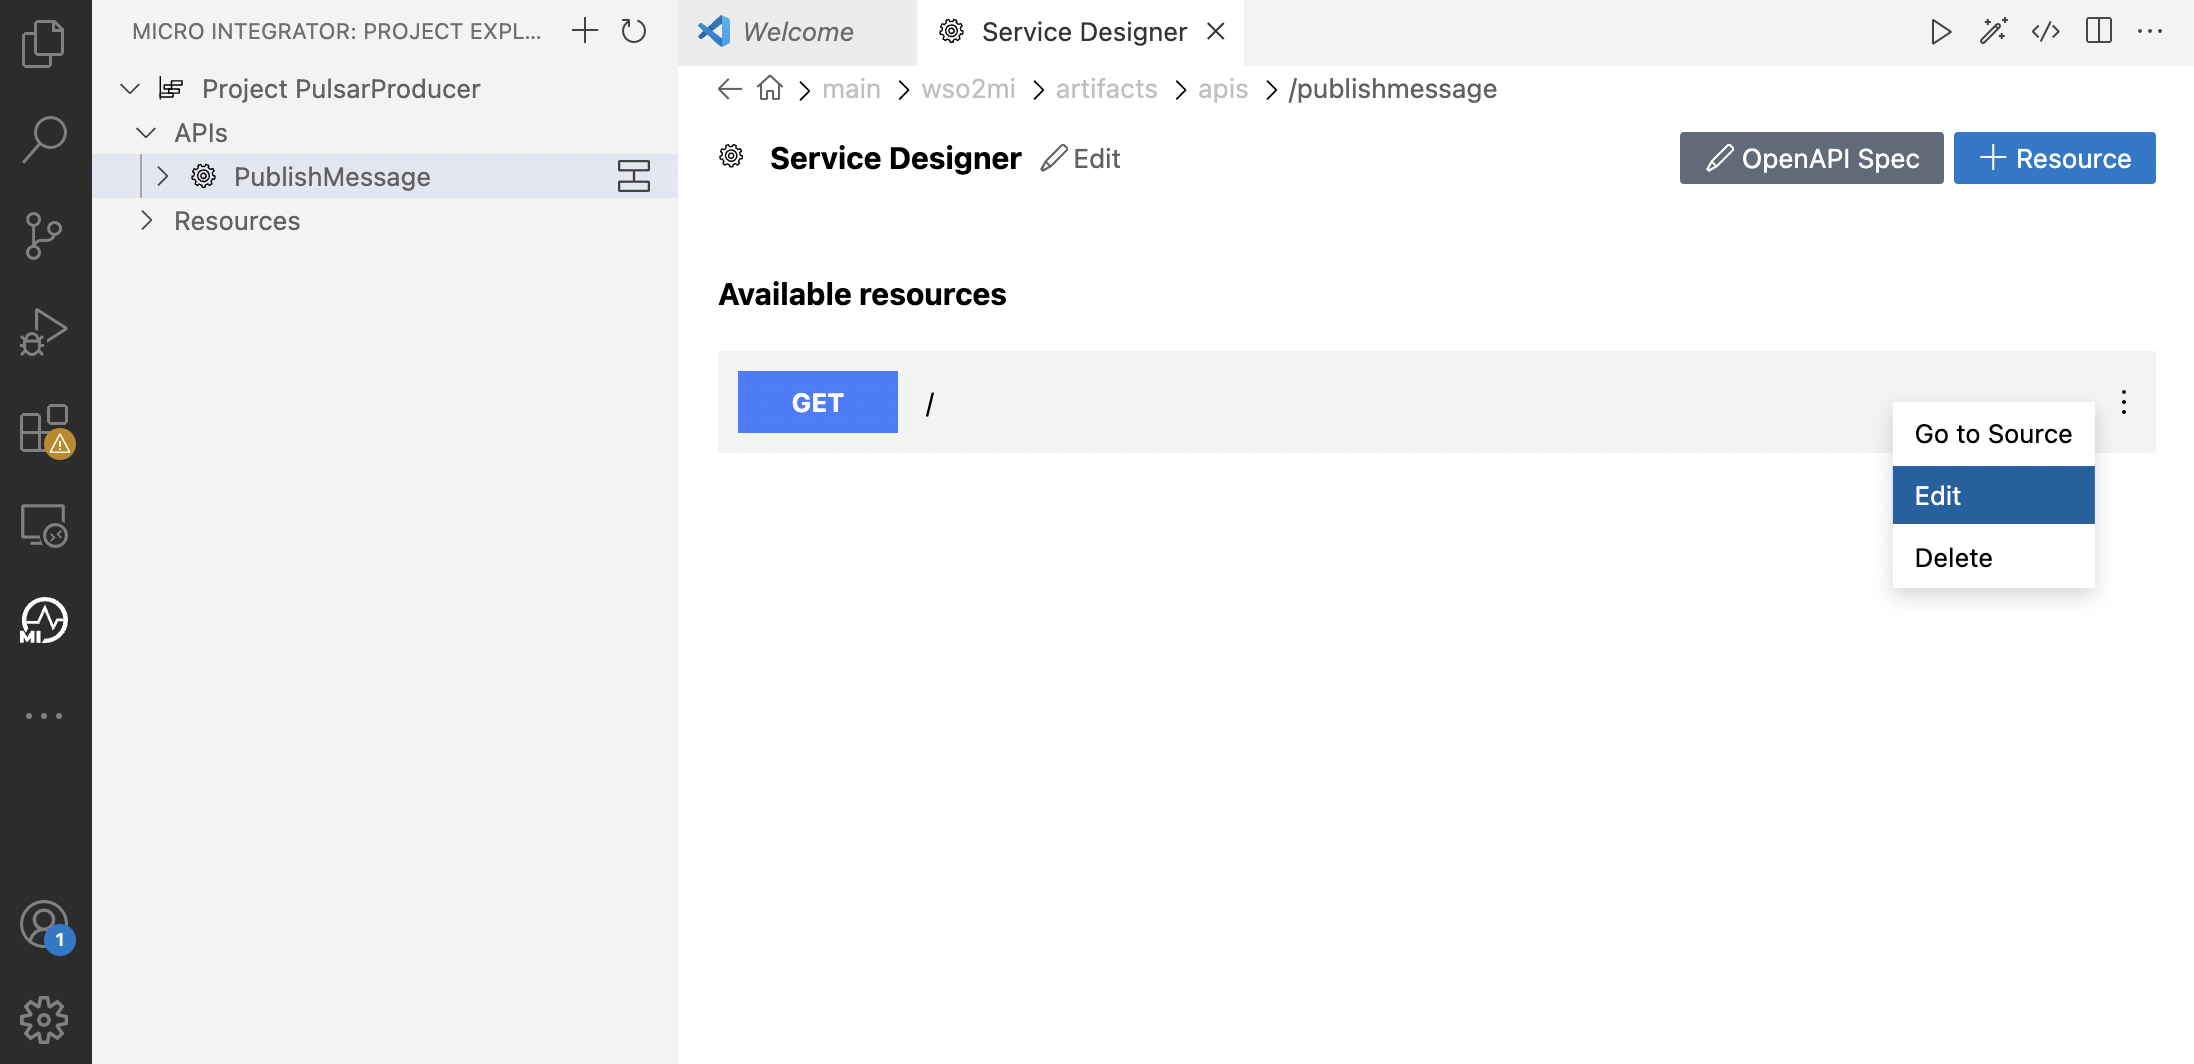 MICRO INTEGRATOR: PROJECT EXPL...
Project PulsarProducer
APIs
PublishMessage
Resources
MI
1
Welcome
Service Designer
main wso2mi artifacts apis /publishmessage
Service Designer Edit
OpenAPI Spec
Resource
Available resources
GET /
Go to Source
Edit
Delete